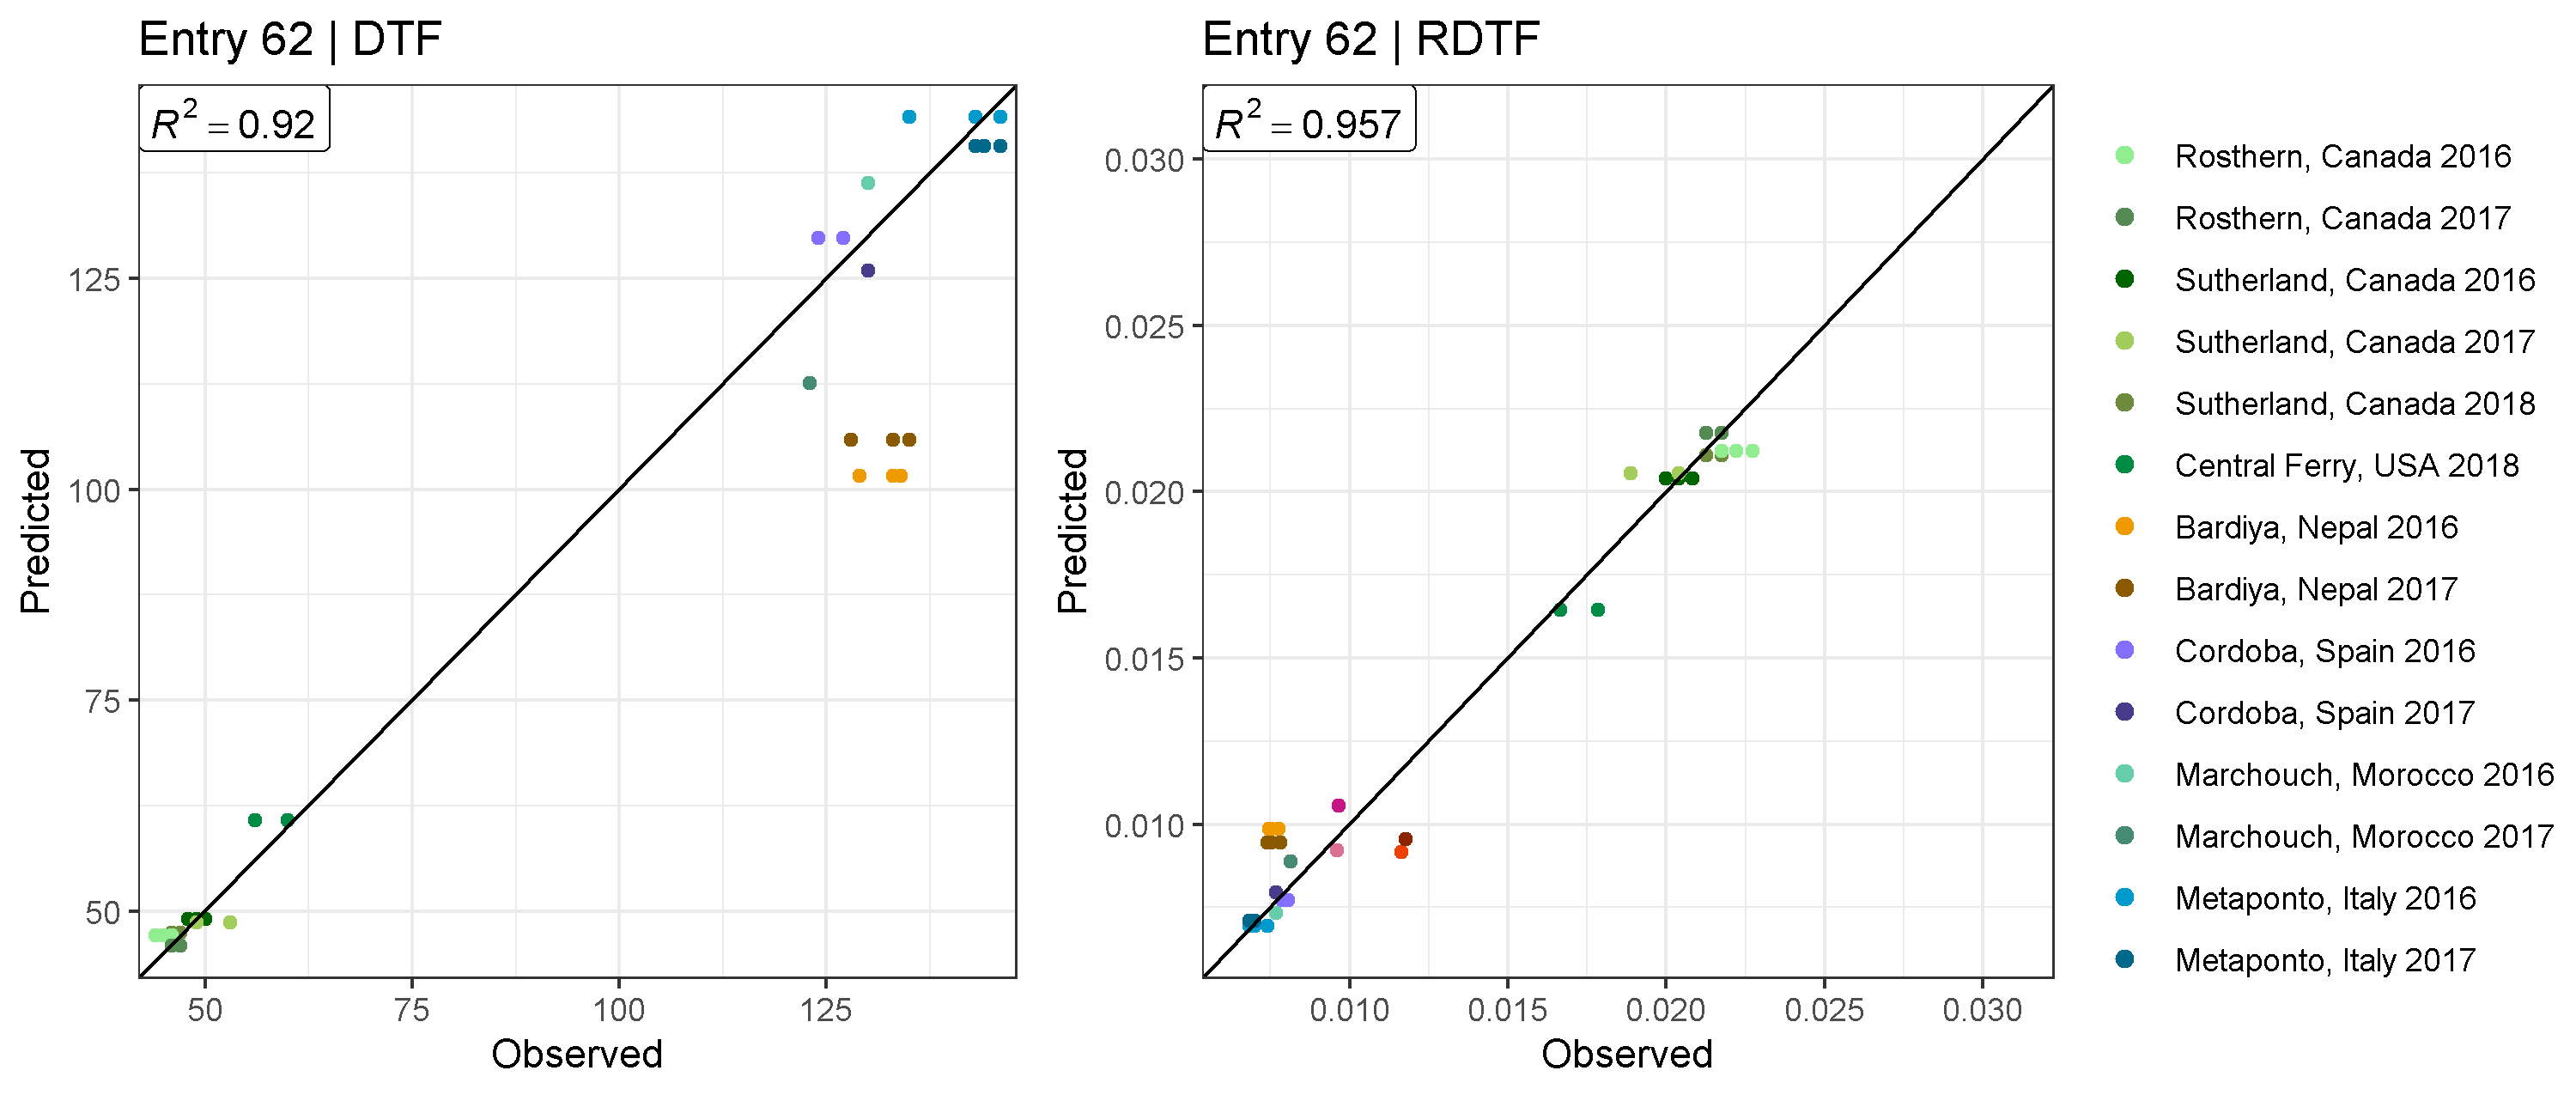 Entry 62 | DTF
R² = 0.92
125
100
75
50
50
75
100
125
Predicted
Observed
Entry 62 | RDTF
R² = 0.957
0.030
0.025
0.020
0.015
0.010
0.010
0.015
0.020
0.025
0.030
Predicted
Observed
Rosthern, Canada 2016
Rosthern, Canada 2017
Sutherland, Canada 2016
Sutherland, Canada 2017
Sutherland, Canada 2018
Central Ferry, USA 2018
Bardiya, Nepal 2016
Bardiya, Nepal 2017
Cordoba, Spain 2016
Cordoba, Spain 2017
Marchouch, Morocco 2016
Marchouch, Morocco 2017
Metaponto, Italy 2016
Metaponto, Italy 2017